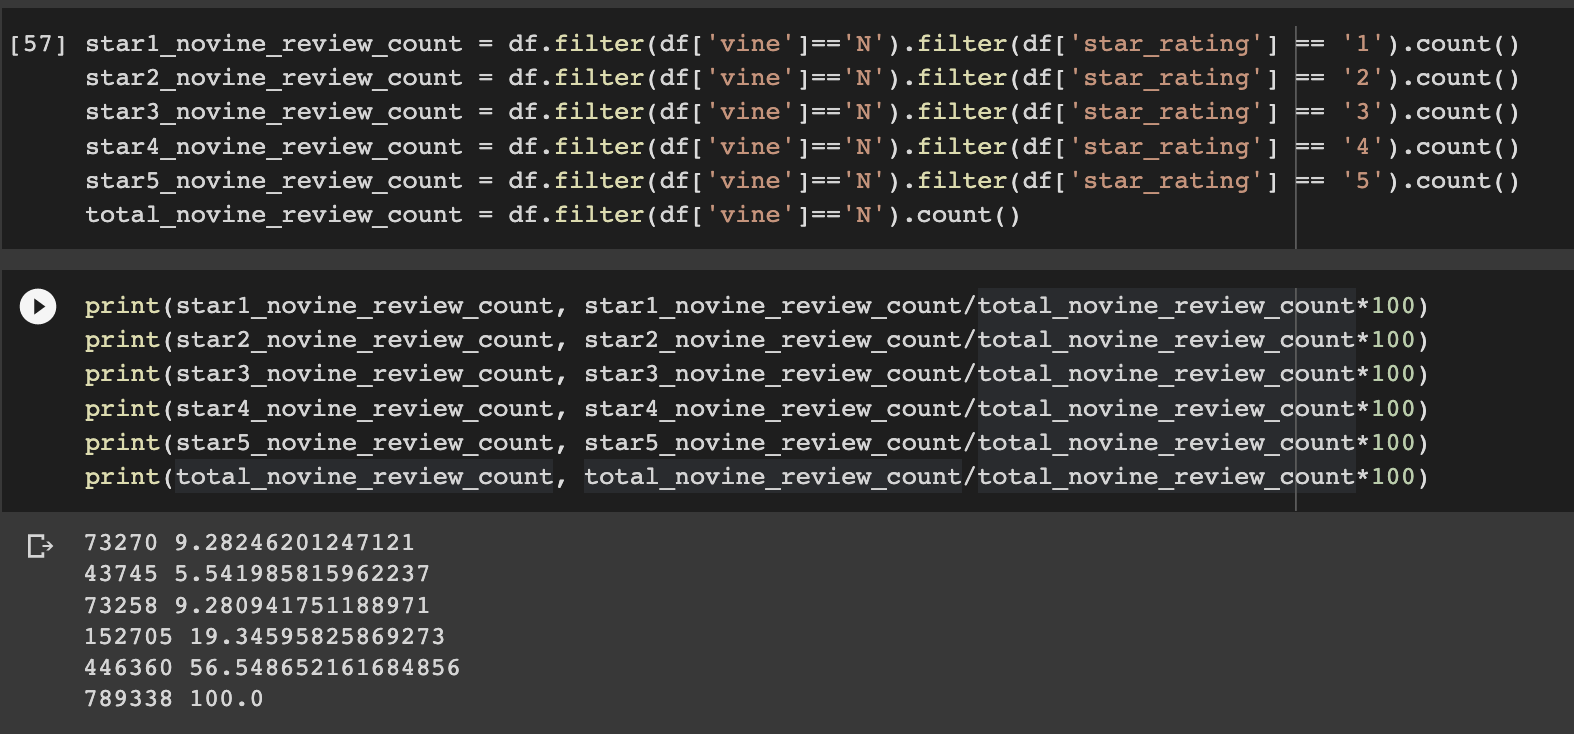 [57] star1_novine_review_count = df.filter(df['vine']=='N').filter(df['star_rating'] == '1').count()
star2_novine_review_count = df.filter(df['vine']=='N').filter(df['star_rating'] == '2').count()
star3_novine_review_count = df.filter(df['vine']=='N').filter(df['star_rating'] == '3').count()
star4_novine_review_count = df.filter(df['vine']=='N').filter(df['star_rating'] == '4').count()
star5_novine_review_count = df.filter(df['vine']=='N').filter(df['star_rating'] == '5').count()
total_novine_review_count = df.filter(df['vine']=='N').count()
print(star1_novine_review_count, star1_novine_review_count/total_novine_review_count*100)
print(star2_novine_review_count, star2_novine_review_count/total_novine_review_count*100)
print(star3_novine_review_count, star3_novine_review_count/total_novine_review_count*100)
print(star4_novine_review_count, star4_novine_review_count/total_novine_review_count*100)
print(star5_novine_review_count, star5_novine_review_count/total_novine_review_count*100)
print(total_novine_review_count, total_novine_review_count/total_novine_review_count*100)
73270 9.28246201247121
43745 5.541985815962237
73258 9.280941751188971
152705 19.34595825869273
446360 56.548652161684856
789338 100.0